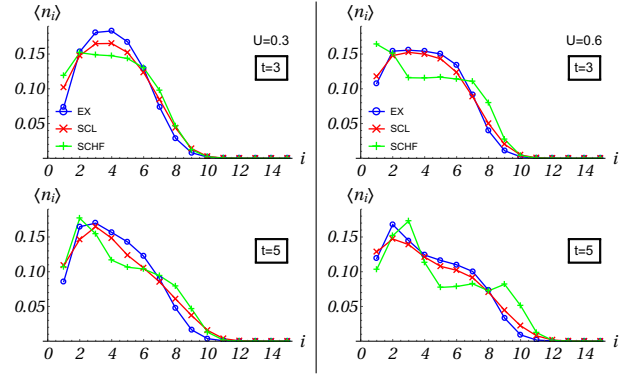 ⟨n_i⟩
U=0.3
0.15
t=3
0.10
EX
SCL
0.05
SCHF
i
0 2 4 6 8 10 12 14
⟨n_i⟩
U=0.6
0.15
t=3
0.10
EX
SCL
0.05
SCHF
i
0 2 4 6 8 10 12 14
⟨n_i⟩
0.15
t=5
0.10
0.05
i
0 2 4 6 8 10 12 14
⟨n_i⟩
0.15
t=5
0.10
0.05
i
0 2 4 6 8 10 12 14